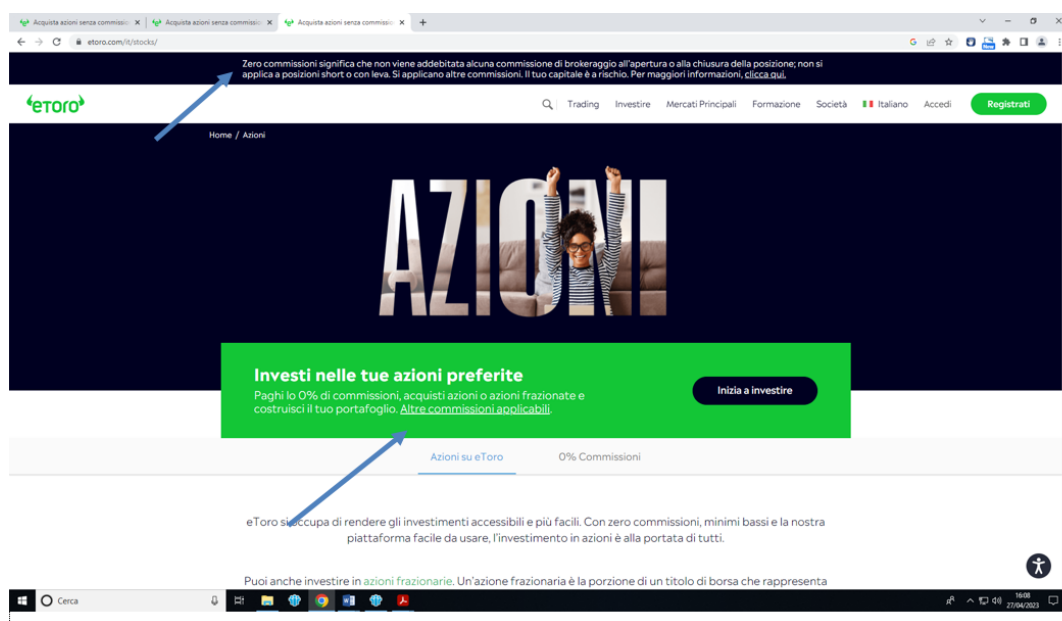 Acquista azioni senza commissio
Acquista azioni senza commissio
Acquista azioni senza commissio
etoro.com/it/stocks/
New
Zero commissioni significa che non viene addebitata alcuna commissione di brokeraggio all'apertura o alla chiusura della posizione; non si
applica a posizioni short o con leva. Si applicano altre commissioni. Il tuo capitale è a rischio. Per maggiori informazioni, clicca qui.
eToro
Trading Investire Mercati Principali Formazione Società Italiano Accedi Registrati
Home / Azioni
AZIONI
Investi nelle tue azioni preferite
Paghi lo 0% di commissioni, acquisti azioni o azioni frazionate e
costruisci il tuo portafoglio. Altre commissioni applicabili.
Inizia a investire
Azioni su eToro 0% Commissioni
eToro si occupa di rendere gli investimenti accessibili e più facili. Con zero commissioni, minimi bassi e la nostra
piattaforma facile da usare, l'investimento in azioni è alla portata di tutti.
Puoi anche investire in azioni frazionarie. Un'azione frazionaria è la porzione di un titolo di borsa che rappresenta
Cerca
16:08
27/04/2023